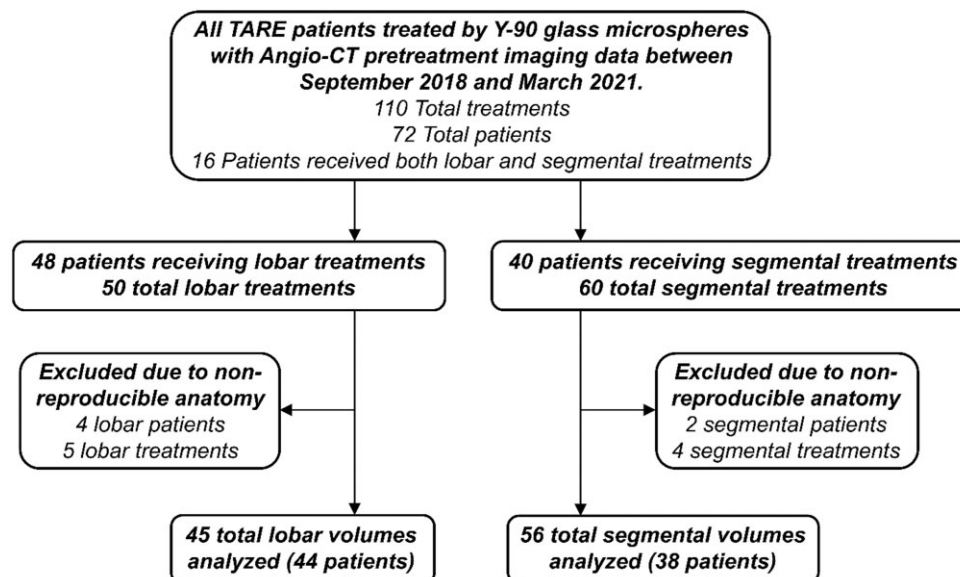 All TARE patients treated by Y-90 glass microspheres
with Angio-CT pretreatment imaging data between
September 2018 and March 2021.
110 Total treatments
72 Total patients
16 Patients received both lobar and segmental treatments
48 patients receiving lobar treatments
50 total lobar treatments
40 patients receiving segmental treatments
60 total segmental treatments
Excluded due to non-
reproducible anatomy
4 lobar patients
5 lobar treatments
Excluded due to non-
reproducible anatomy
2 segmental patients
4 segmental treatments
45 total lobar volumes
analyzed (44 patients)
56 total segmental volumes
analyzed (38 patients)